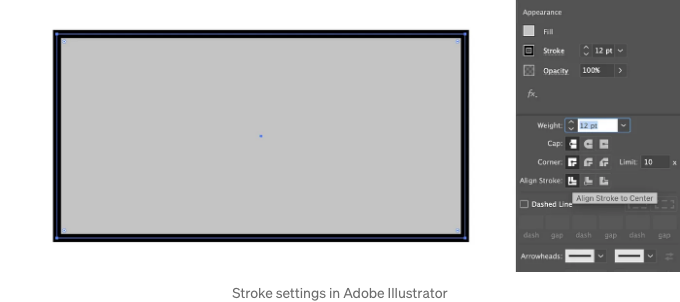 Appearance
Fill
Stroke 12 pt
Opacity 100%
fx.
Weight: 12 pt
Cap:
Corner: Limit: 10 x
Align Stroke:
Align Stroke to Center
Dashed Line
dash gap dash gap dash gap
Arrowheads:
Stroke settings in Adobe Illustrator